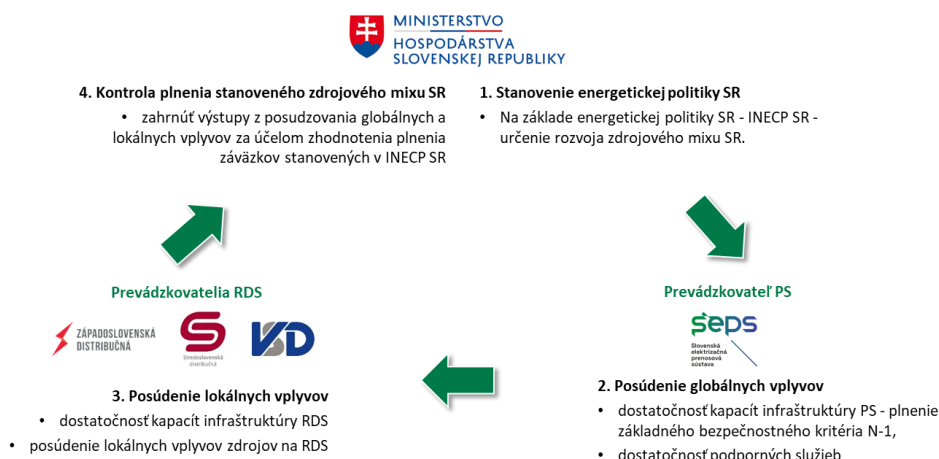 MINISTERSTVO
HOSPODÁRSTVA
SLOVENSKEJ REPUBLIKY
4. Kontrola plnenia stanoveného zdrojového mixu SR
• zahrnúť výstupy z posudzovania globálnych a
lokálnych vplyvov za účelom zhodnotenia plnenia
záväzkov stanovených v INECP SR
1. Stanovenie energetickej politiky SR
• Na základe energetickej politiky SR - INECP SR -
určenie rozvoja zdrojového mixu SR.
Prevádzkovatelia RDS
ZÁPADOSLOVENSKÁ
DISTRIBUČNÁ
Stredoslovenská
distribučná
VSD
3. Posúdenie lokálnych vplyvov
• dostatočnosť kapacít infraštruktúry RDS
• posúdenie lokálnych vplyvov zdrojov na RDS
Prevádzkovateľ PS
seps
Slovenská
elektrizačná
prenosová
sústava
2. Posúdenie globálnych vplyvov
• dostatočnosť kapacít infraštruktúry PS - plnenie
základného bezpečnostného kritéria N-1,
• dostatočnosť podporných služieb